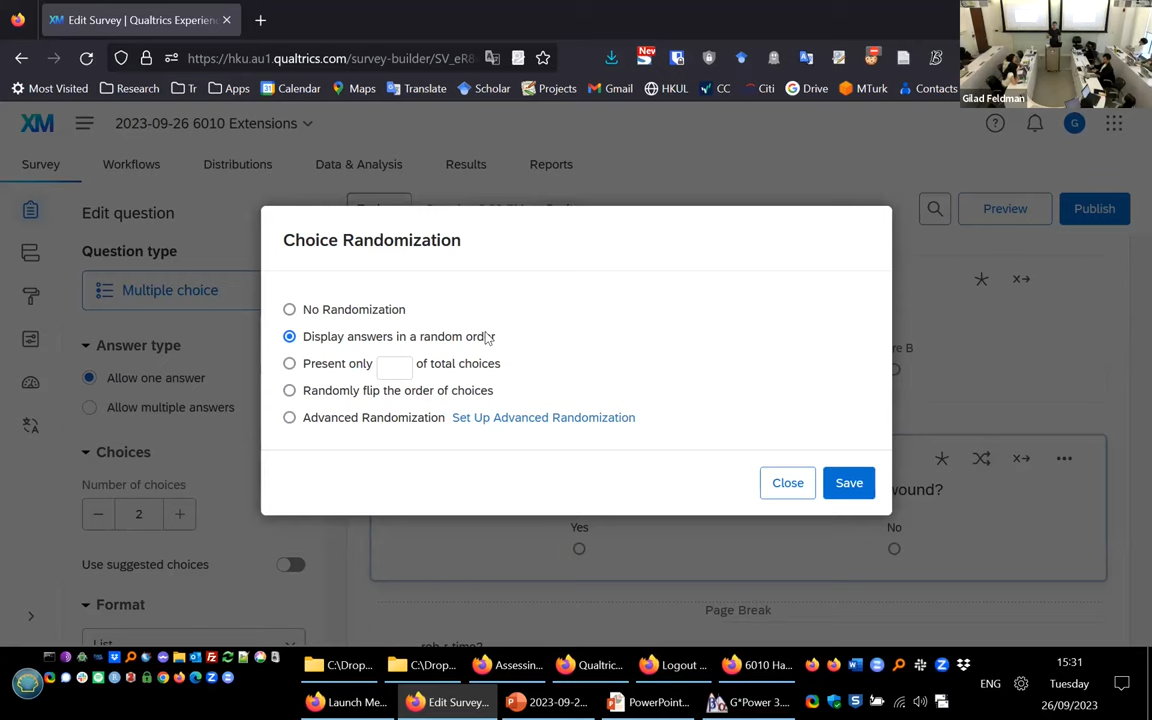 Edit Survey | Qualtrics Experien
https://hku.au1.qualtrics.com/survey-builder/SV_eR8
New
Most Visited
Research
Tr
Apps
Calendar
Maps
Translate
Scholar
Projects
Gmail
HKUL
CC
Citi
Drive
MTurk
Contacts
Gilad Feldman
XM
2023-09-26 6010 Extensions
G
Survey
Workflows
Distributions
Data & Analysis
Results
Reports
Edit question
Preview
Publish
Question type
Multiple choice
Choice Randomization
No Randomization
Display answers in a random order
Present only
of total choices
Randomly flip the order of choices
Advanced Randomization
Set Up Advanced Randomization
Close
Save
Answer type
Allow one answer
Allow multiple answers
Choices
Number of choices
2
Use suggested choices
Format
List
re B
wound?
Yes
No
Page Break
C:\Drop...
C:\Drop...
Assessin...
Qualtric...
Logout ...
6010 Ha...
Launch Me...
Edit Survey...
2023-09-2...
PowerPoint...
G*Power 3....
ENG
15:31
Tuesday
26/09/2023